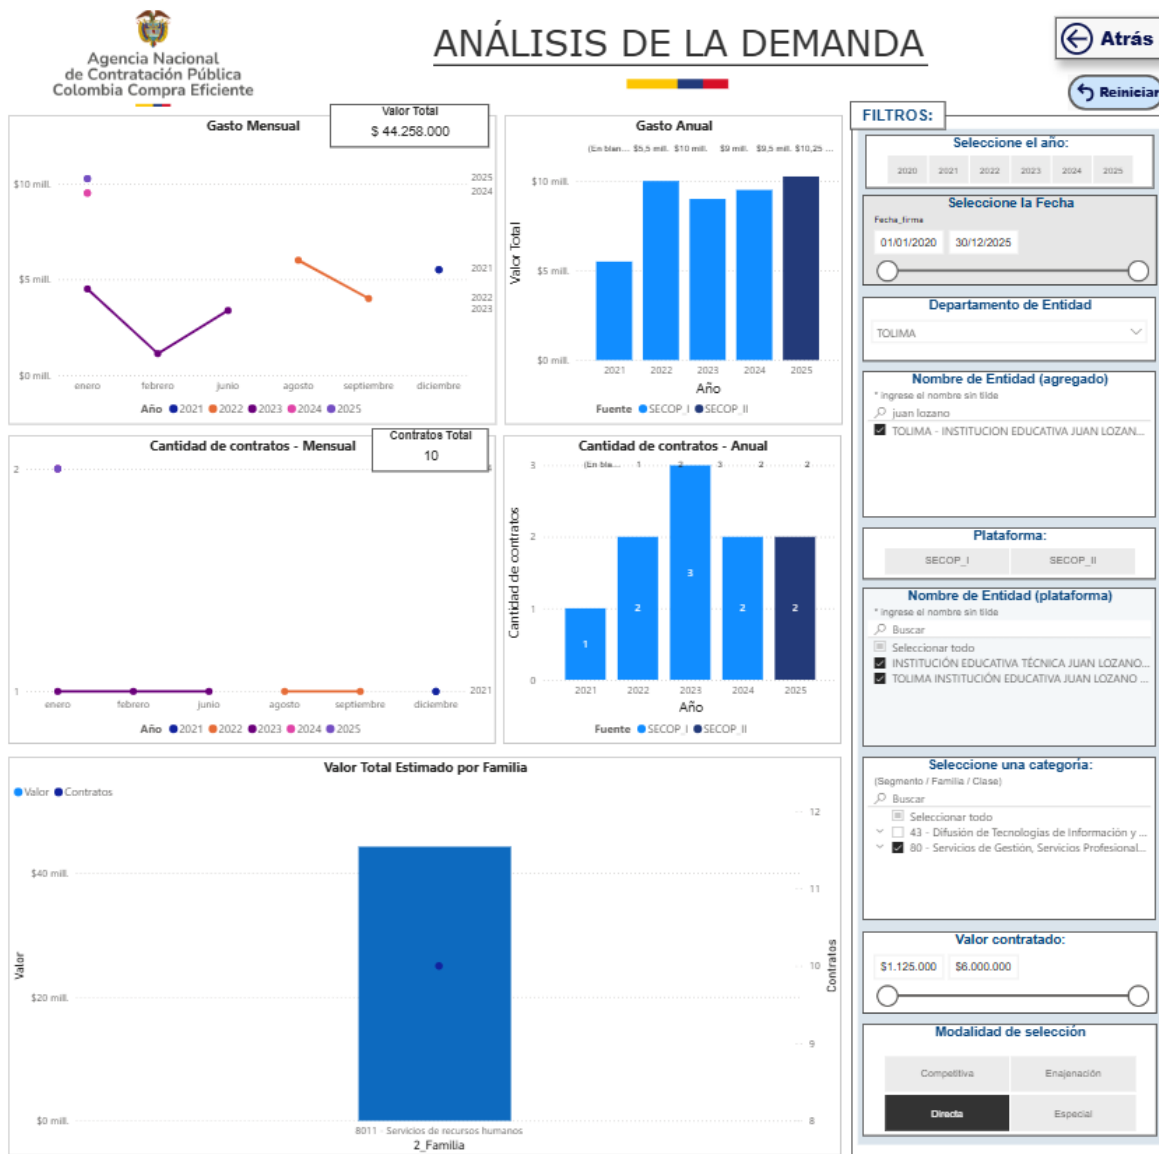 Agencia Nacional
de Contratación Pública
Colombia Compra Eficiente
ANÁLISIS DE LA DEMANDA
Atrás
Reiniciar
Gasto Mensual
Valor Total
$ 44.258.000
$10 mill.
$5 mill.
$0 mill.
2025
2024
2021
2022
2023
enero febrero junio agosto septiembre diciembre
Año 2021 2022 2023 2024 2025
Gasto Anual
(En blan... $5,5 mill. $10 mill. $9 mill. $9,5 mill. $10,25 ...
Valor Total
$10 mill.
$5 mill.
$0 mill.
2021 2022 2023 2024 2025
Año
Fuente SECOP_I SECOP_II
Cantidad de contratos - Mensual
Contratos Total
10
2
1
2021
enero febrero junio agosto septiembre diciembre
Año 2021 2022 2023 2024 2025
Cantidad de contratos - Anual
(En bla... 1 2 3 2 2
Cantidad de contratos
3
2
1
0
1 2 3 2 2
2021 2022 2023 2024 2025
Año
Fuente SECOP_I SECOP_II
Valor Total Estimado por Familia
Valor Contratos
Valor
$40 mill.
$20 mill.
$0 mill.
12
11
10
9
8
Contratos
8011 - Servicios de recursos humanos
2_Familia
FILTROS:
Seleccione el año:
2020 2021 2022 2023 2024 2025
Seleccione la Fecha
Fecha_firma
01/01/2020 30/12/2025
Departamento de Entidad
TOLIMA
Nombre de Entidad (agregado)
* Ingrese el nombre sin tilde
juan lozano
TOLIMA - INSTITUCION EDUCATIVA JUAN LOZAN...
Plataforma:
SECOP_I SECOP_II
Nombre de Entidad (plataforma)
* Ingrese el nombre sin tilde
Buscar
Seleccionar todo
INSTITUCIÓN EDUCATIVA TÉCNICA JUAN LOZANO...
TOLIMA INSTITUCIÓN EDUCATIVA JUAN LOZANO ...
Seleccione una categoría:
(Segmento / Familia / Clase)
Buscar
Seleccionar todo
43 - Difusión de Tecnologías de Información y ...
80 - Servicios de Gestión, Servicios Profesional...
Valor contratado:
$1.125.000 $6.000.000
Modalidad de selección
Competitiva Enajenación
Directa Especial